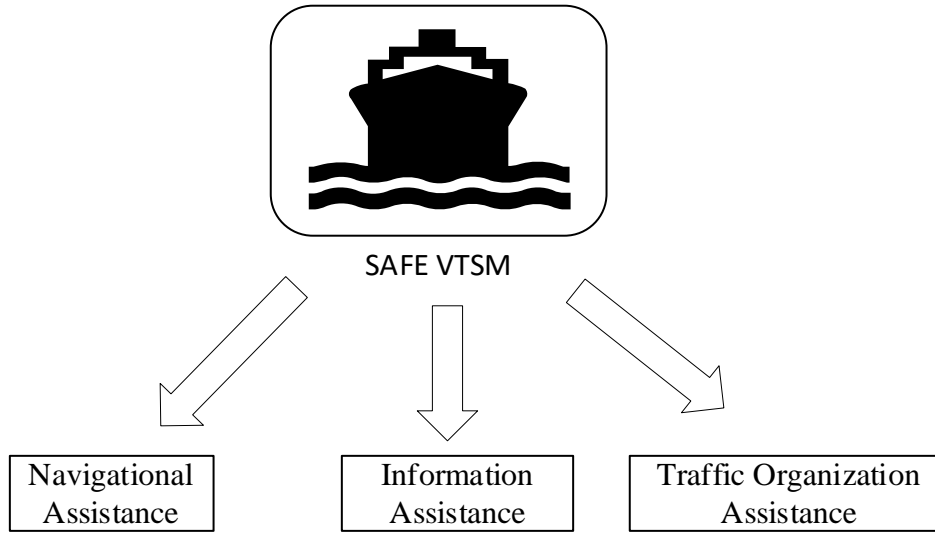 SAFE VTSM
Navigational
Assistance
Information
Assistance
Traffic Organization
Assistance